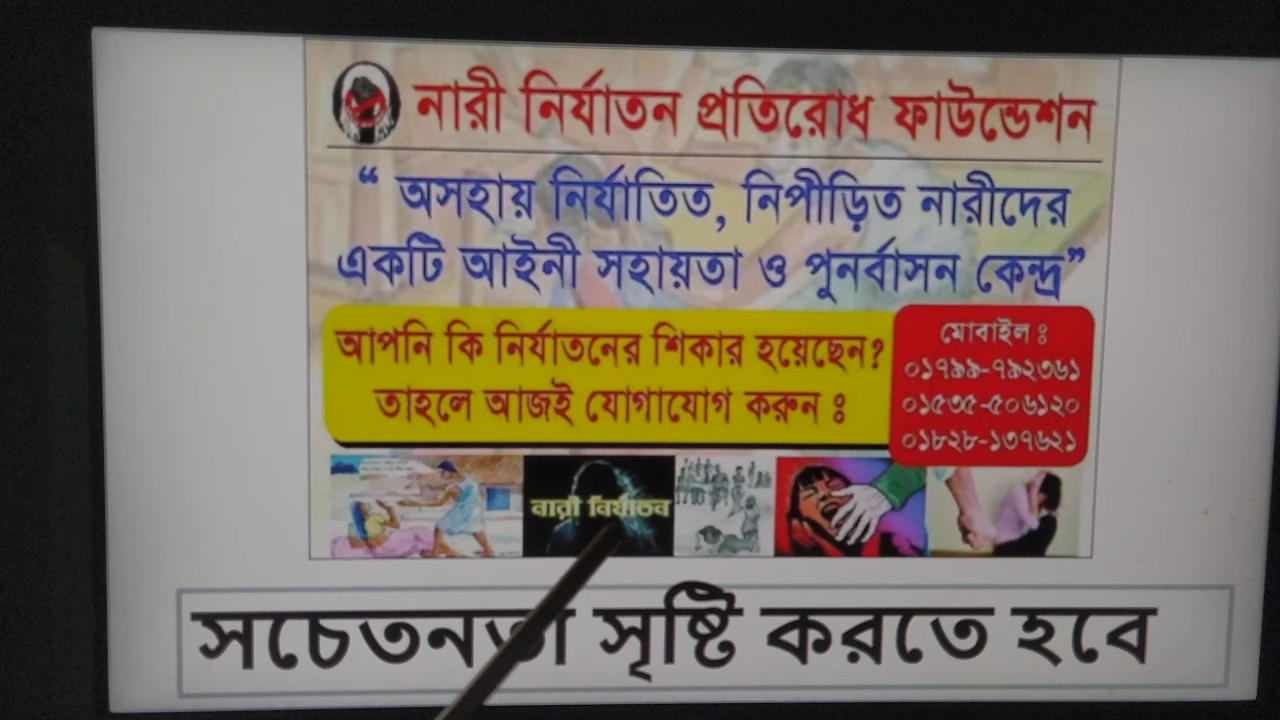 নারী নির্যাতন প্রতিরোধ ফাউন্ডেশন
“ অসহায় নির্যাতিত, নিপীড়িত নারীদের
একটি আইনী সহায়তা ও পুনর্বাসন কেন্দ্র”
আপনি কি নির্যাতনের শিকার হয়েছেন?
তাহলে আজই যোগাযোগ করুন ঃ
মোবাইল ঃ
০১৭৯৯-৭৯২৩৬১
০১৫৩৫-৫০৬১২০
০১৮২৮-১৩৭৬২১
নারী নির্যাতন
সচেতনতা সৃষ্টি করতে হবে